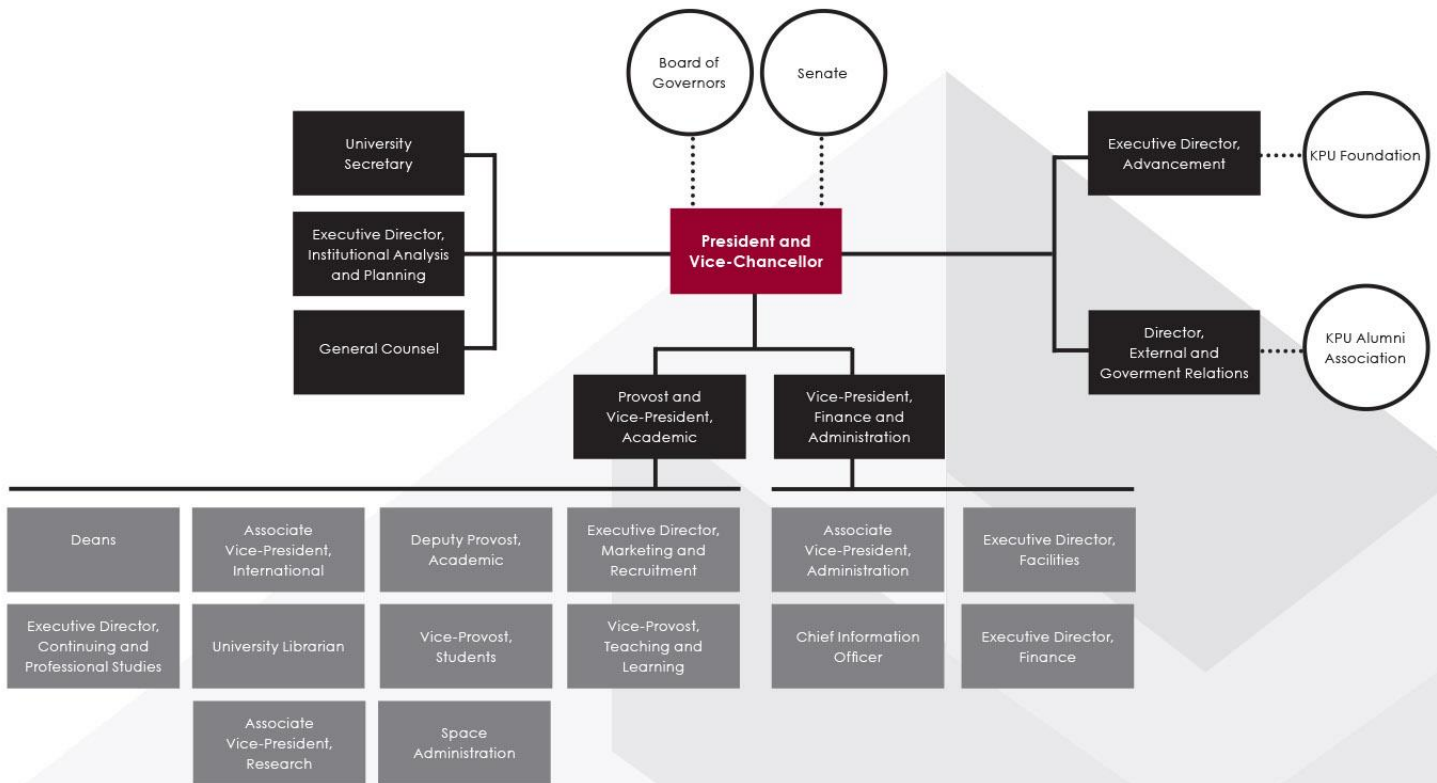 Board of
Governors
Senate
University
Secretary
Executive Director,
Advancement
KPU Foundation
Executive Director,
Institutional Analysis
and Planning
President and
Vice-Chancellor
General Counsel
Director,
External and
Goverment Relations
KPU Alumni
Association
Provost and
Vice-President,
Academic
Vice-President,
Finance and
Administration
Deans
Associate
Vice-President,
International
Deputy Provost,
Academic
Executive Director,
Marketing and
Recruitment
Associate
Vice-President,
Administration
Executive Director,
Facilities
Executive Director,
Continuing and
Professional Studies
University Librarian
Vice-Provost,
Students
Vice-Provost,
Teaching and
Learning
Chief Information
Officer
Executive Director,
Finance
Associate
Vice-President,
Research
Space
Administration